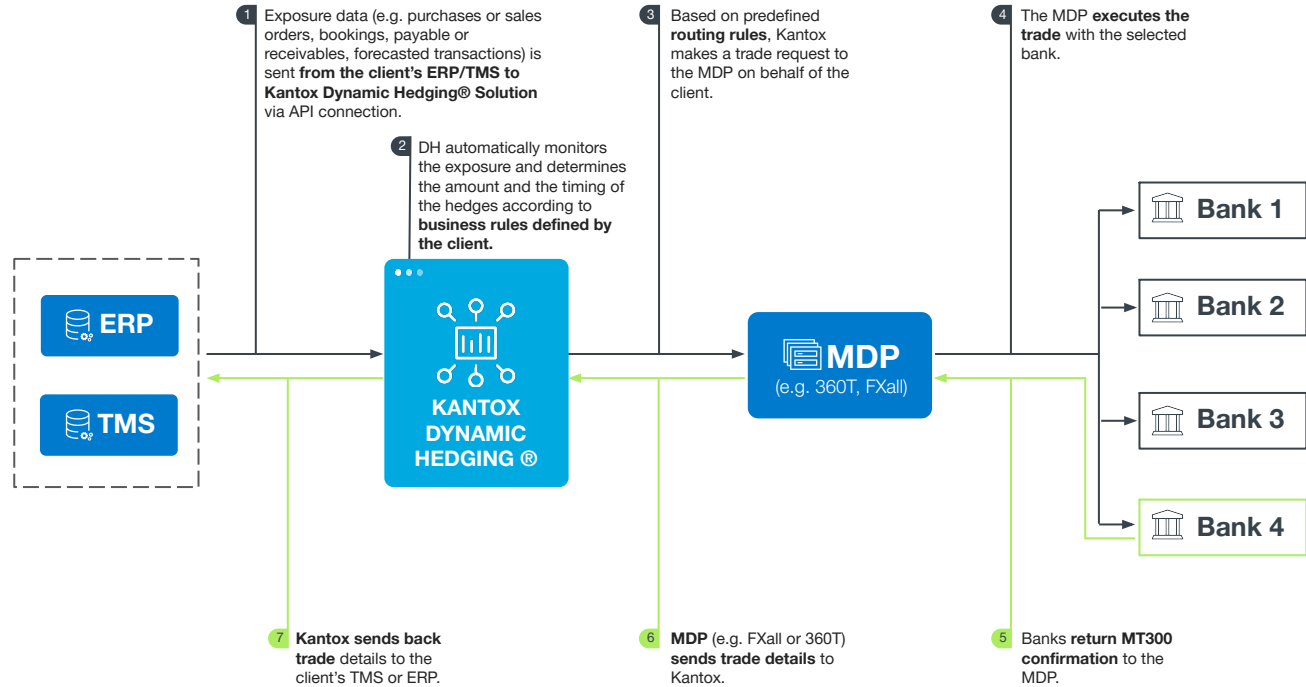 1 Exposure data (e.g. purchases or sales
orders, bookings, payable or
receivables, forecasted transactions) is
sent from the client's ERP/TMS to
Kantox Dynamic Hedging® Solution
via API connection.
2 DH automatically monitors
the exposure and determines
the amount and the timing of
the hedges according to
business rules defined by
the client.
3 Based on predefined
routing rules, Kantox
makes a trade request to
the MDP on behalf of the
client.
4 The MDP executes the
trade with the selected
bank.
ERP
TMS
KANTOX
DYNAMIC
HEDGING ®
MDP
(e.g. 360T, FXall)
Bank 1
Bank 2
Bank 3
Bank 4
7 Kantox sends back
trade details to the
client's TMS or ERP.
6 MDP (e.g. FXall or 360T)
sends trade details to
Kantox.
5 Banks return MT300
confirmation to the
MDP.